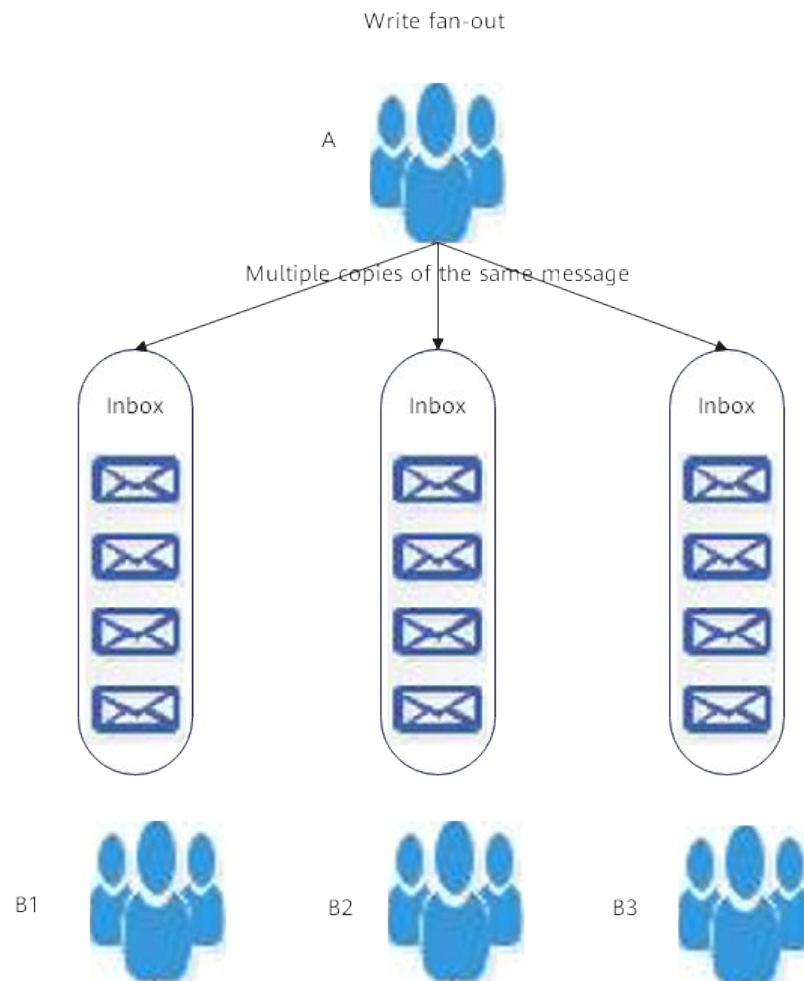 Write fan-out
A
Multiple copies of the same message
Inbox
Inbox
Inbox
B1
B2
B3